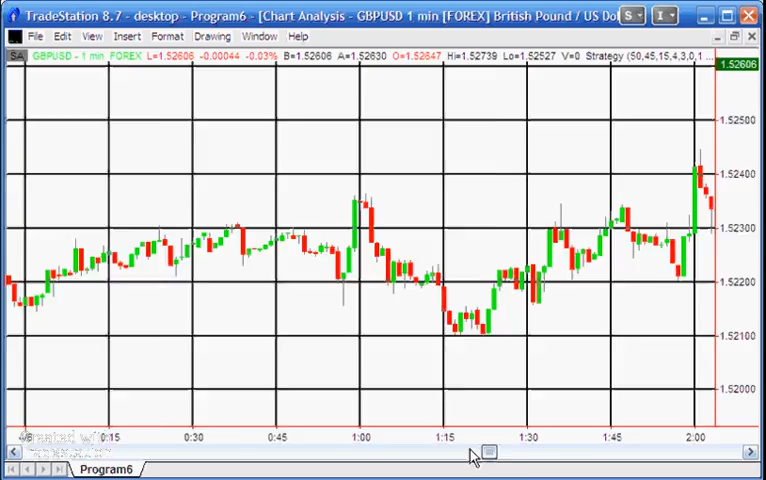 TradeStation 8.7 - desktop - Program6 - [Chart Analysis - GBPUSD 1 min [FOREX] British Pound / US Do
S
I
File Edit View Insert Format Drawing Window Help
SA GBPUSD - 1 min FOREX L=1.52606 -0.00044 -0.03% B=1.52606 A=1.52630 O=1.52647 Hi=1.52739 Lo=1.52527 V=0 Strategy (50,45,15,4,3,0,1 ...
1.52606
1.52500
1.52400
1.52300
1.52200
1.52100
1.52000
0:15 0:30 0:45 1:00 1:15 1:30 1:45 2:00
Created with
Program6